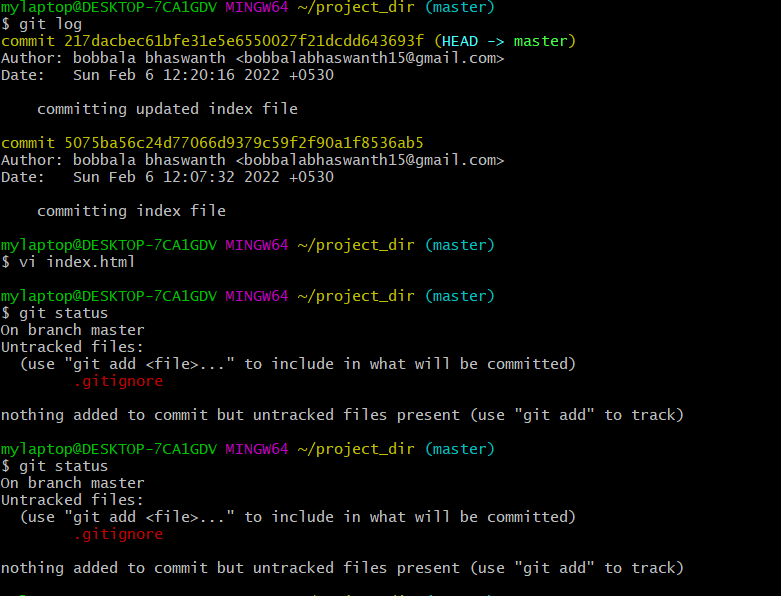 mylaptop@DESKTOP-7CA1GDV MINGW64 ~/project_dir (master)
$ git log
commit 217dacbec61bfe31e5e6550027f21dcdd643693f (HEAD -> master)
Author: bobbala bhaswanth <bobbalabhaswanth15@gmail.com>
Date:   Sun Feb 6 12:20:16 2022 +0530
    committing updated index file
commit 5075ba56c24d77066d9379c59f2f90a1f8536ab5
Author: bobbala bhaswanth <bobbalabhaswanth15@gmail.com>
Date:   Sun Feb 6 12:07:32 2022 +0530
    committing index file
mylaptop@DESKTOP-7CA1GDV MINGW64 ~/project_dir (master)
$ vi index.html
mylaptop@DESKTOP-7CA1GDV MINGW64 ~/project_dir (master)
$ git status
On branch master
Untracked files:
  (use "git add <file>..." to include in what will be committed)
        .gitignore
nothing added to commit but untracked files present (use "git add" to track)
mylaptop@DESKTOP-7CA1GDV MINGW64 ~/project_dir (master)
$ git status
On branch master
Untracked files:
  (use "git add <file>..." to include in what will be committed)
        .gitignore
nothing added to commit but untracked files present (use "git add" to track)